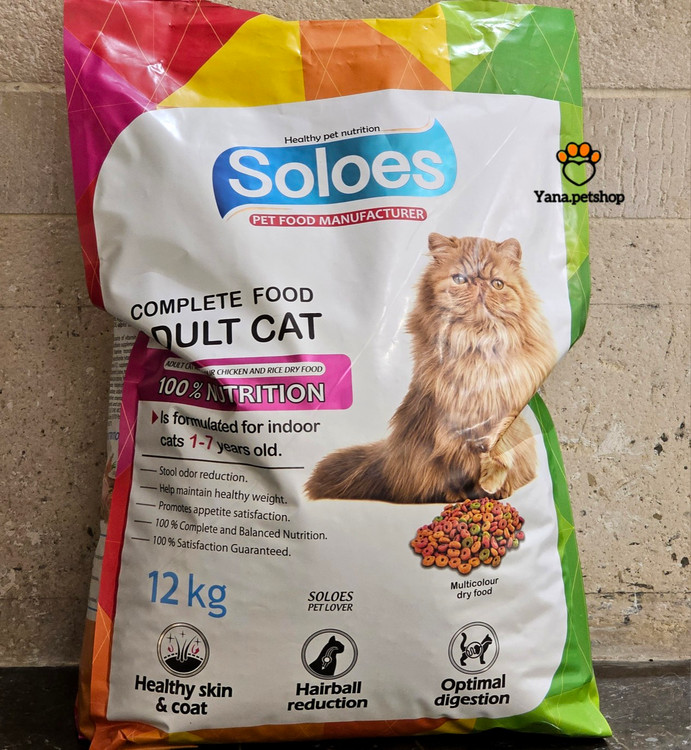 Healthy pet nutrition
Soloes
PET FOOD MANUFACTURER
Yana.petshop
COMPLETE FOOD
DULT CAT
ADULT CHICKEN AND RICE DRY FOOD
100% NUTRITION
Is formulated for indoor
cats 1-7 years old.
Stool odor reduction.
Help maintain healthy weight.
Promotes appetite satisfaction.
100% Complete and Balanced Nutrition.
100% Satisfaction Guaranteed.
12 kg
SOLOES
PET LOVER
Multicolour
dry food
Healthy skin
& coat
Hairball
reduction
Optimal
digestion